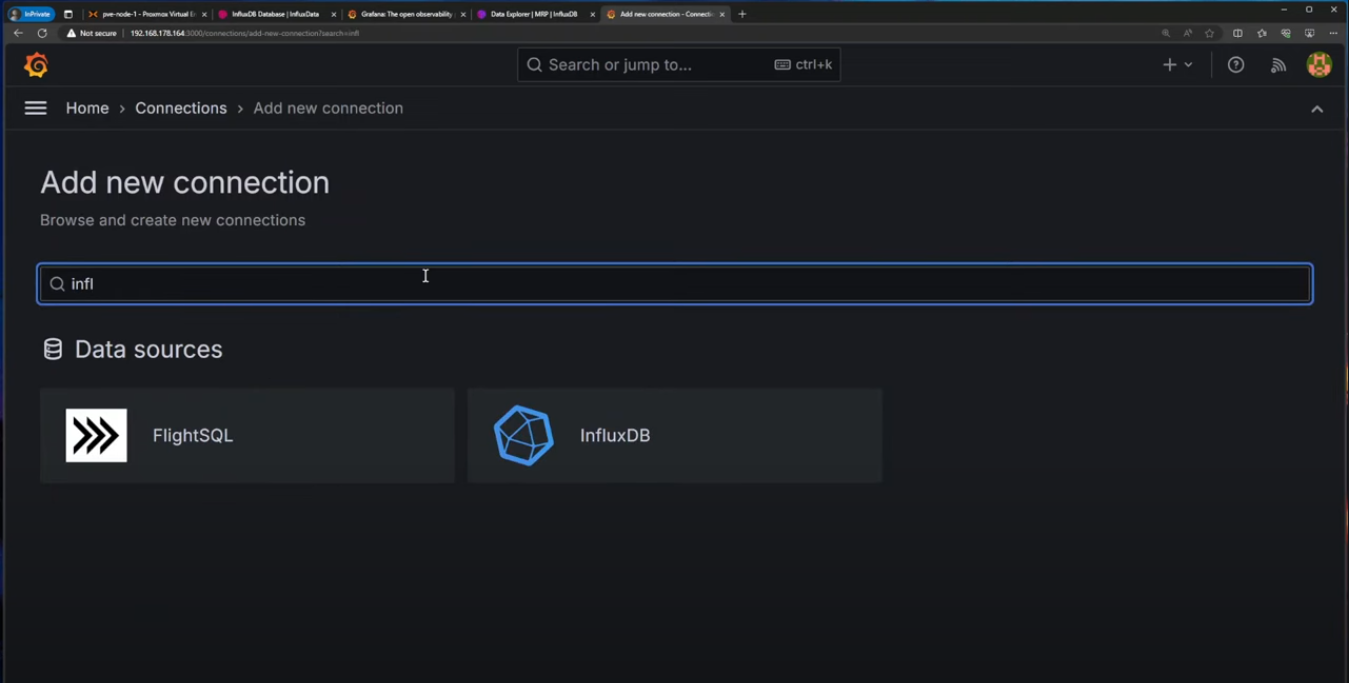 InPrivate pve-node-1 - Proxmox Virtual En InfluxDB Database | InfluxData Grafana: The open observability Data Explorer | MRP | InfluxDB Add new connection - Connecti
Not secure 192.168.178.164:3000/connections/add-new-connection?search=infl
Search or jump to... ctrl+k
Home › Connections › Add new connection
Add new connection
Browse and create new connections
infl
Data sources
FlightSQL InfluxDB